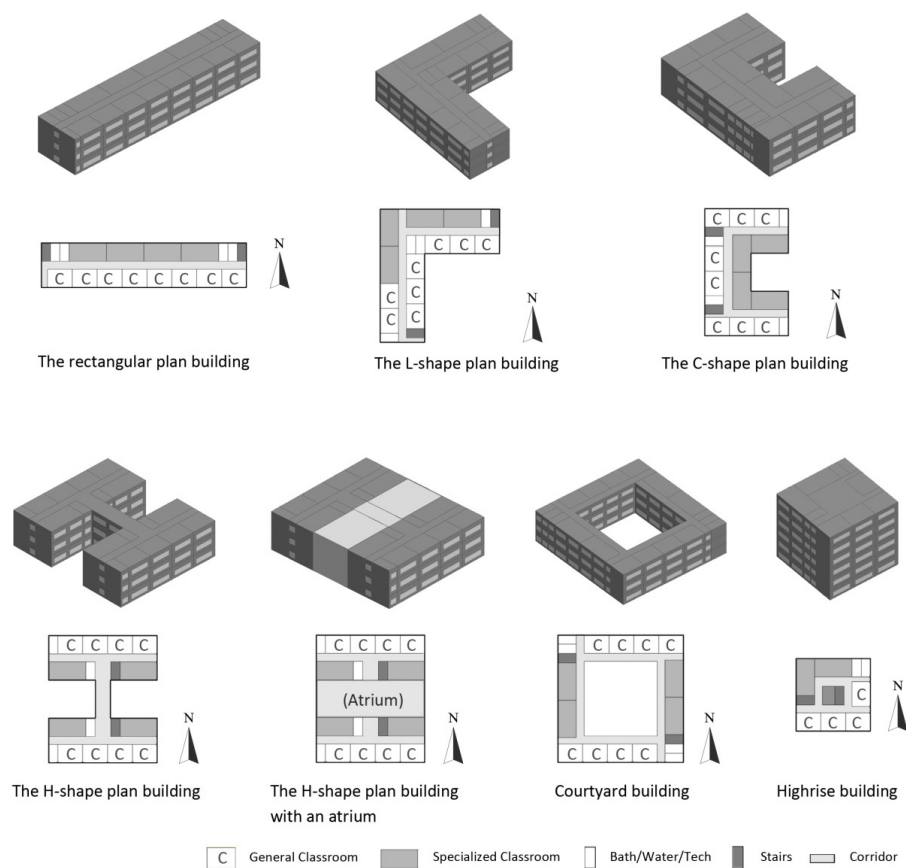 N
C C C C C C C C
The rectangular plan building
N
C C C
C
C
C
C
C
The L-shape plan building
N
C C C
C
C
C
C C C
The C-shape plan building
N
C C C C
C C C C
The H-shape plan building
N
C C C C
(Atrium)
C C C C
The H-shape plan building
with an atrium
N
C C C C
C C C C
Courtyard building
N
C
C C C
Highrise building
C General Classroom Specialized Classroom Bath/Water/Tech Stairs Corridor